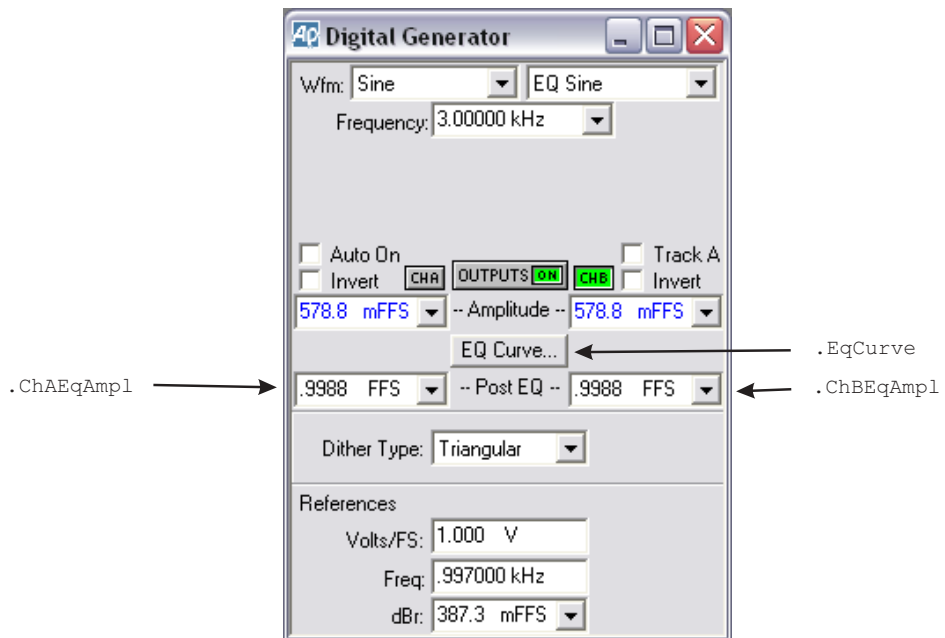 Ap Digital Generator
Wfm: Sine EQ Sine
Frequency: 3.00000 kHz
Auto On Track A
Invert CHA OUTPUTS ON CHB Invert
578.8 mFFS -- Amplitude -- 578.8 mFFS
EQ Curve... .EqCurve
.ChAEqAmpl .9988 FFS -- Post EQ -- .9988 FFS .ChBEqAmpl
Dither Type: Triangular
References
Volts/FS: 1.000 V
Freq: .997000 kHz
dBr: 387.3 mFFS